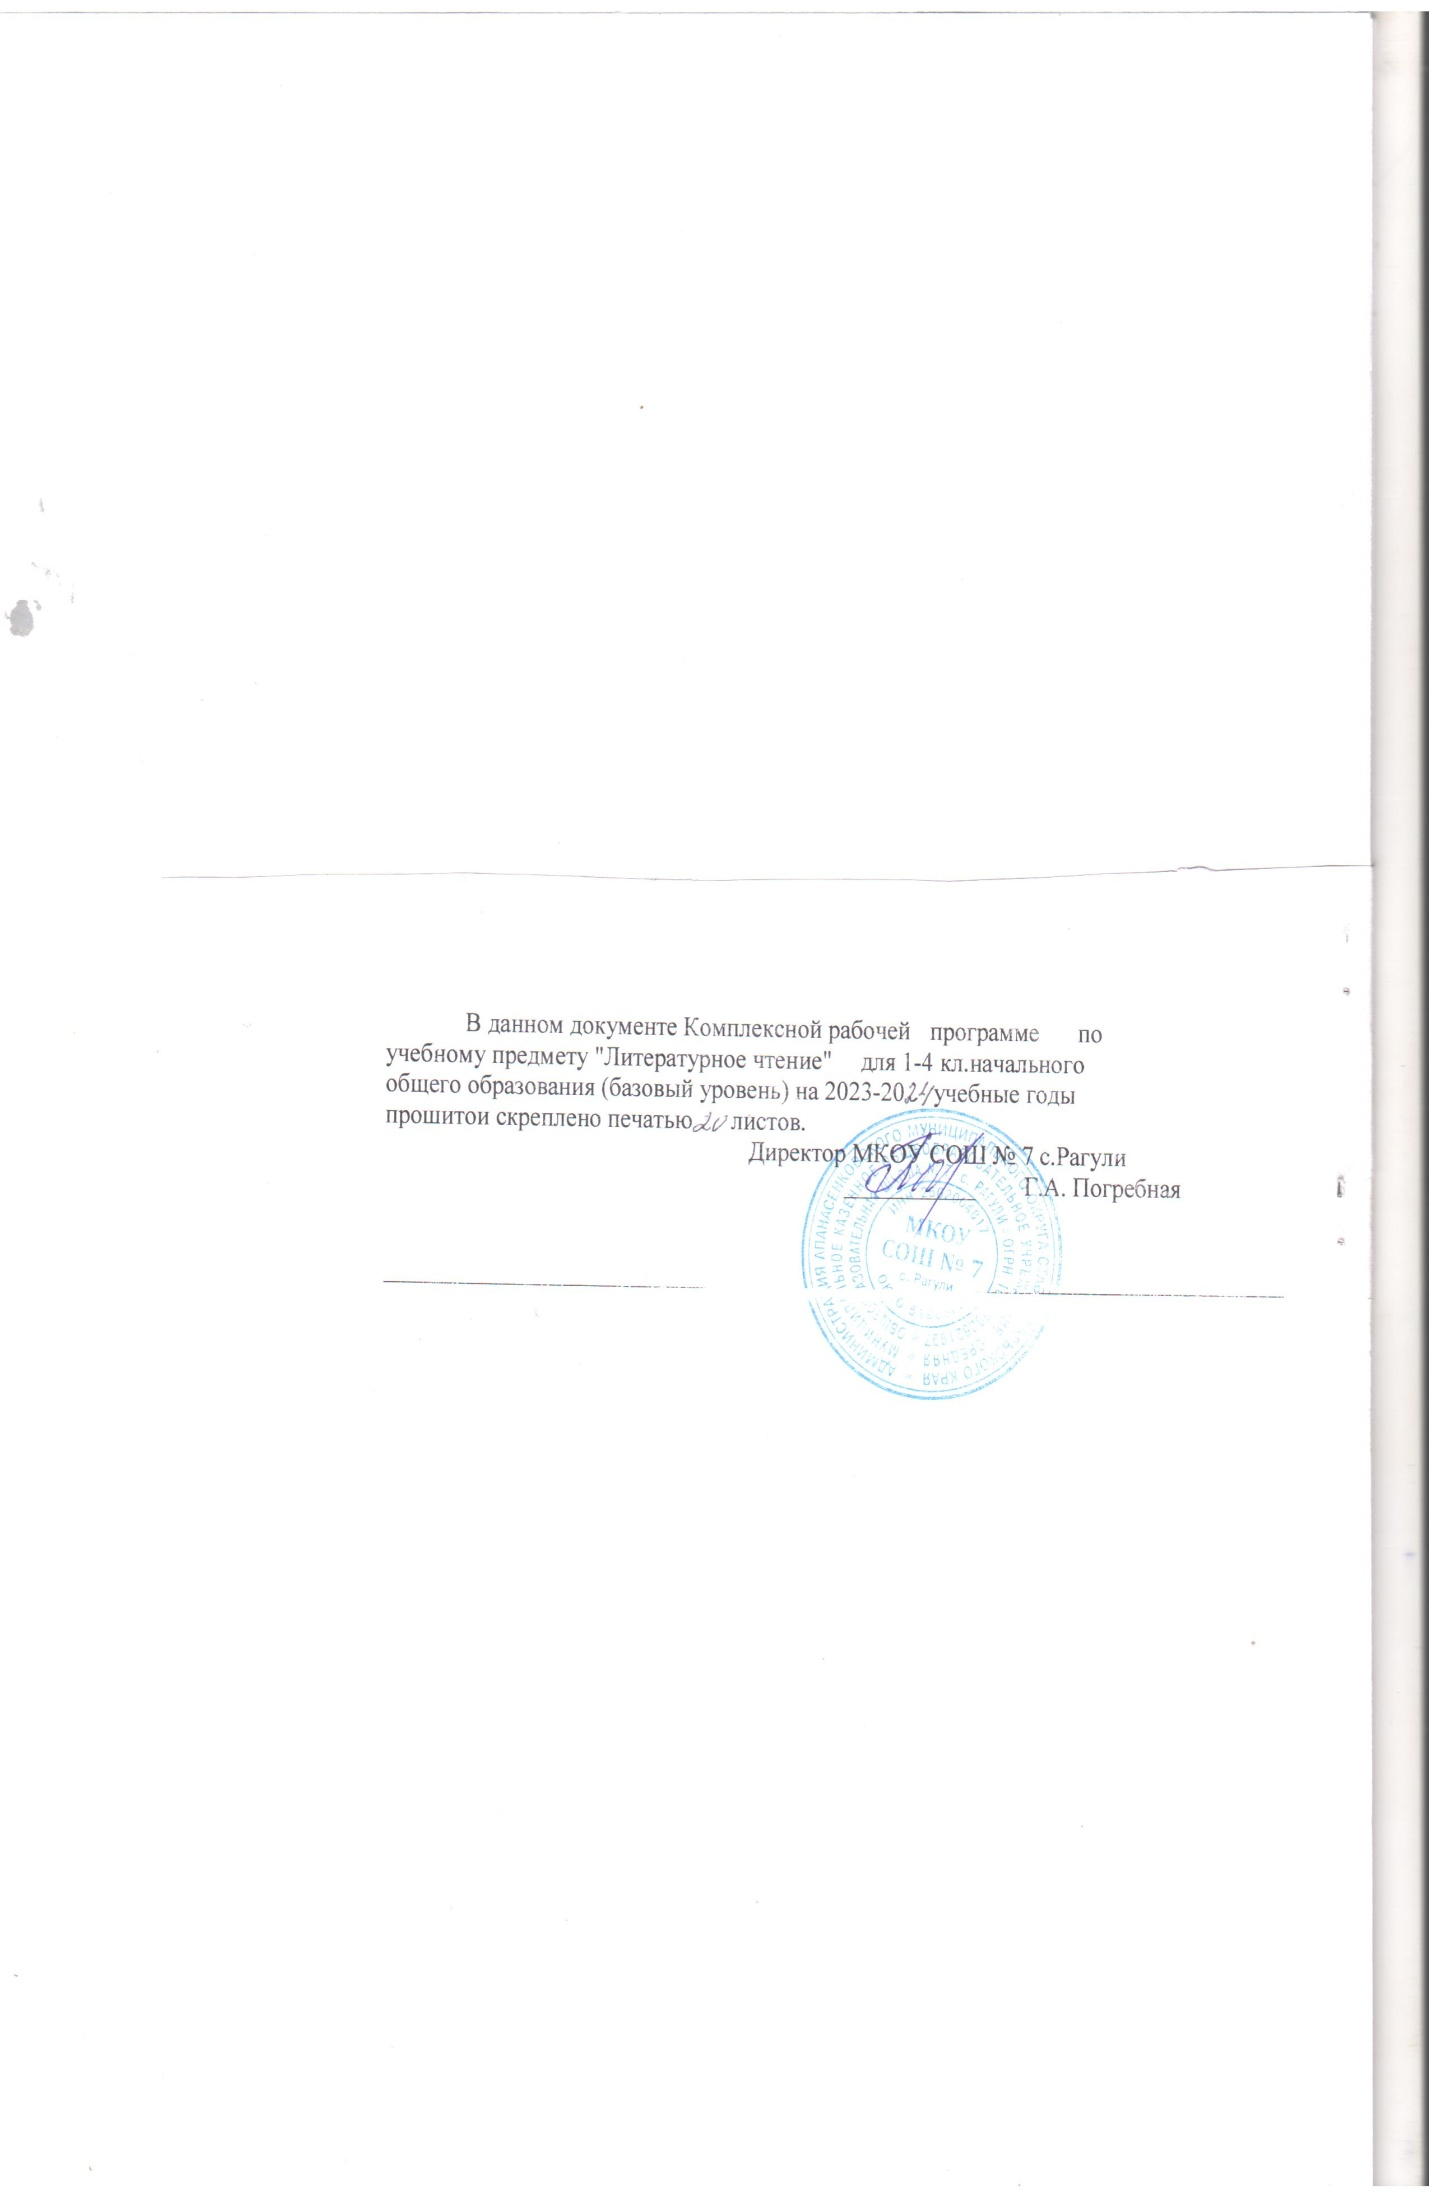 В данном документе Комплексной рабочей программе по
учебному предмету "Литературное чтение" для 1-4 кл.начального
общего образования (базовый уровень) на 2023-2024учебные годы
прошитои скреплено печатью 20 листов.
Директор МКОУ СОШ № 7 с.Рагули
Г.А. Погребная
МКОУ
СОШ № 7
с. Рагули